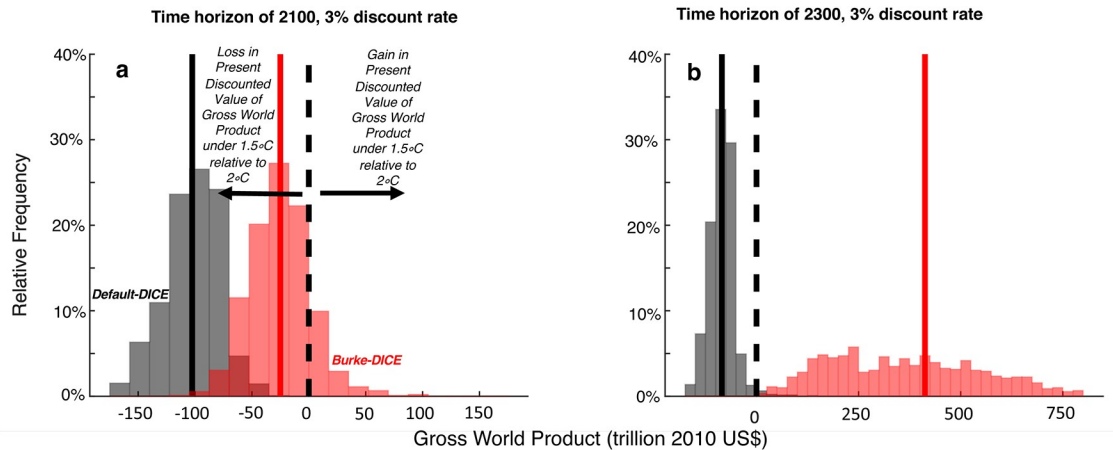 Time horizon of 2100, 3% discount rate
Time horizon of 2300, 3% discount rate
a
Loss in
Present
Discounted
Value of
Gross World
Product
under 1.5∘C
relative to
2∘C
Gain in
Present
Discounted
Value of
Gross World
Product
under 1.5∘C
relative to
2∘C
Default-DICE
Burke-DICE
40%
30%
20%
10%
0%
-150 -100 -50 0 50 100 150
b
40%
30%
20%
10%
0%
0 250 500 750
Relative Frequency
Gross World Product (trillion 2010 US$)